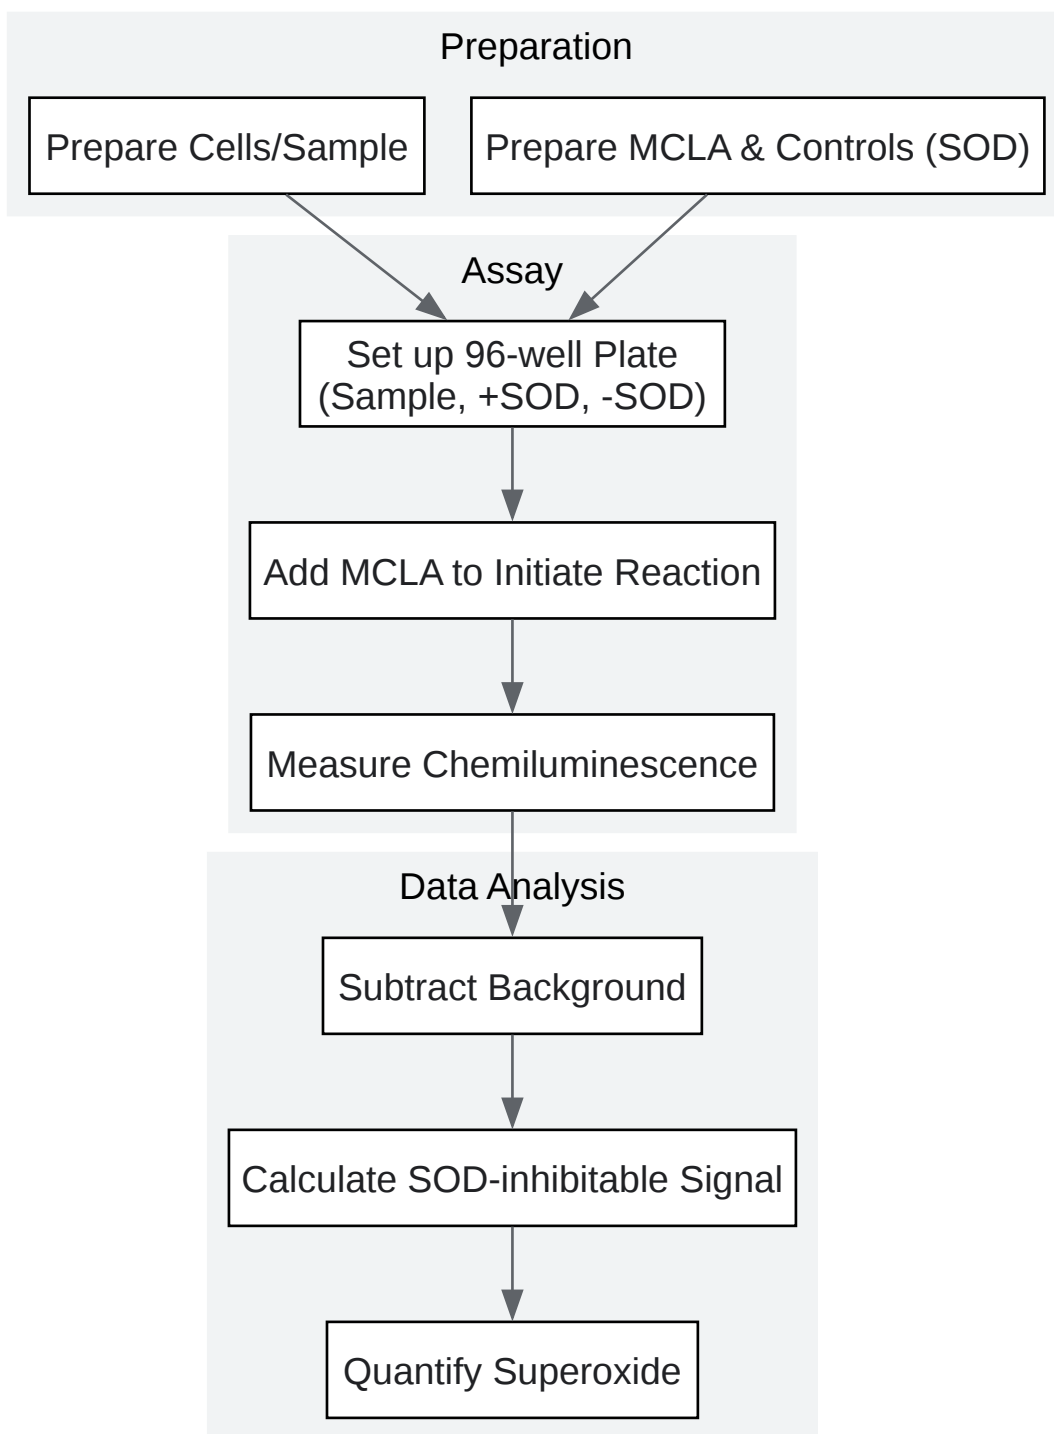 Preparation
Prepare Cells/Sample
Prepare MCLA & Controls (SOD)
Assay
Set up 96-well Plate
(Sample, +SOD, -SOD)
Add MCLA to Initiate Reaction
Measure Chemiluminescence
Data Analysis
Subtract Background
Calculate SOD-inhibitable Signal
Quantify Superoxide